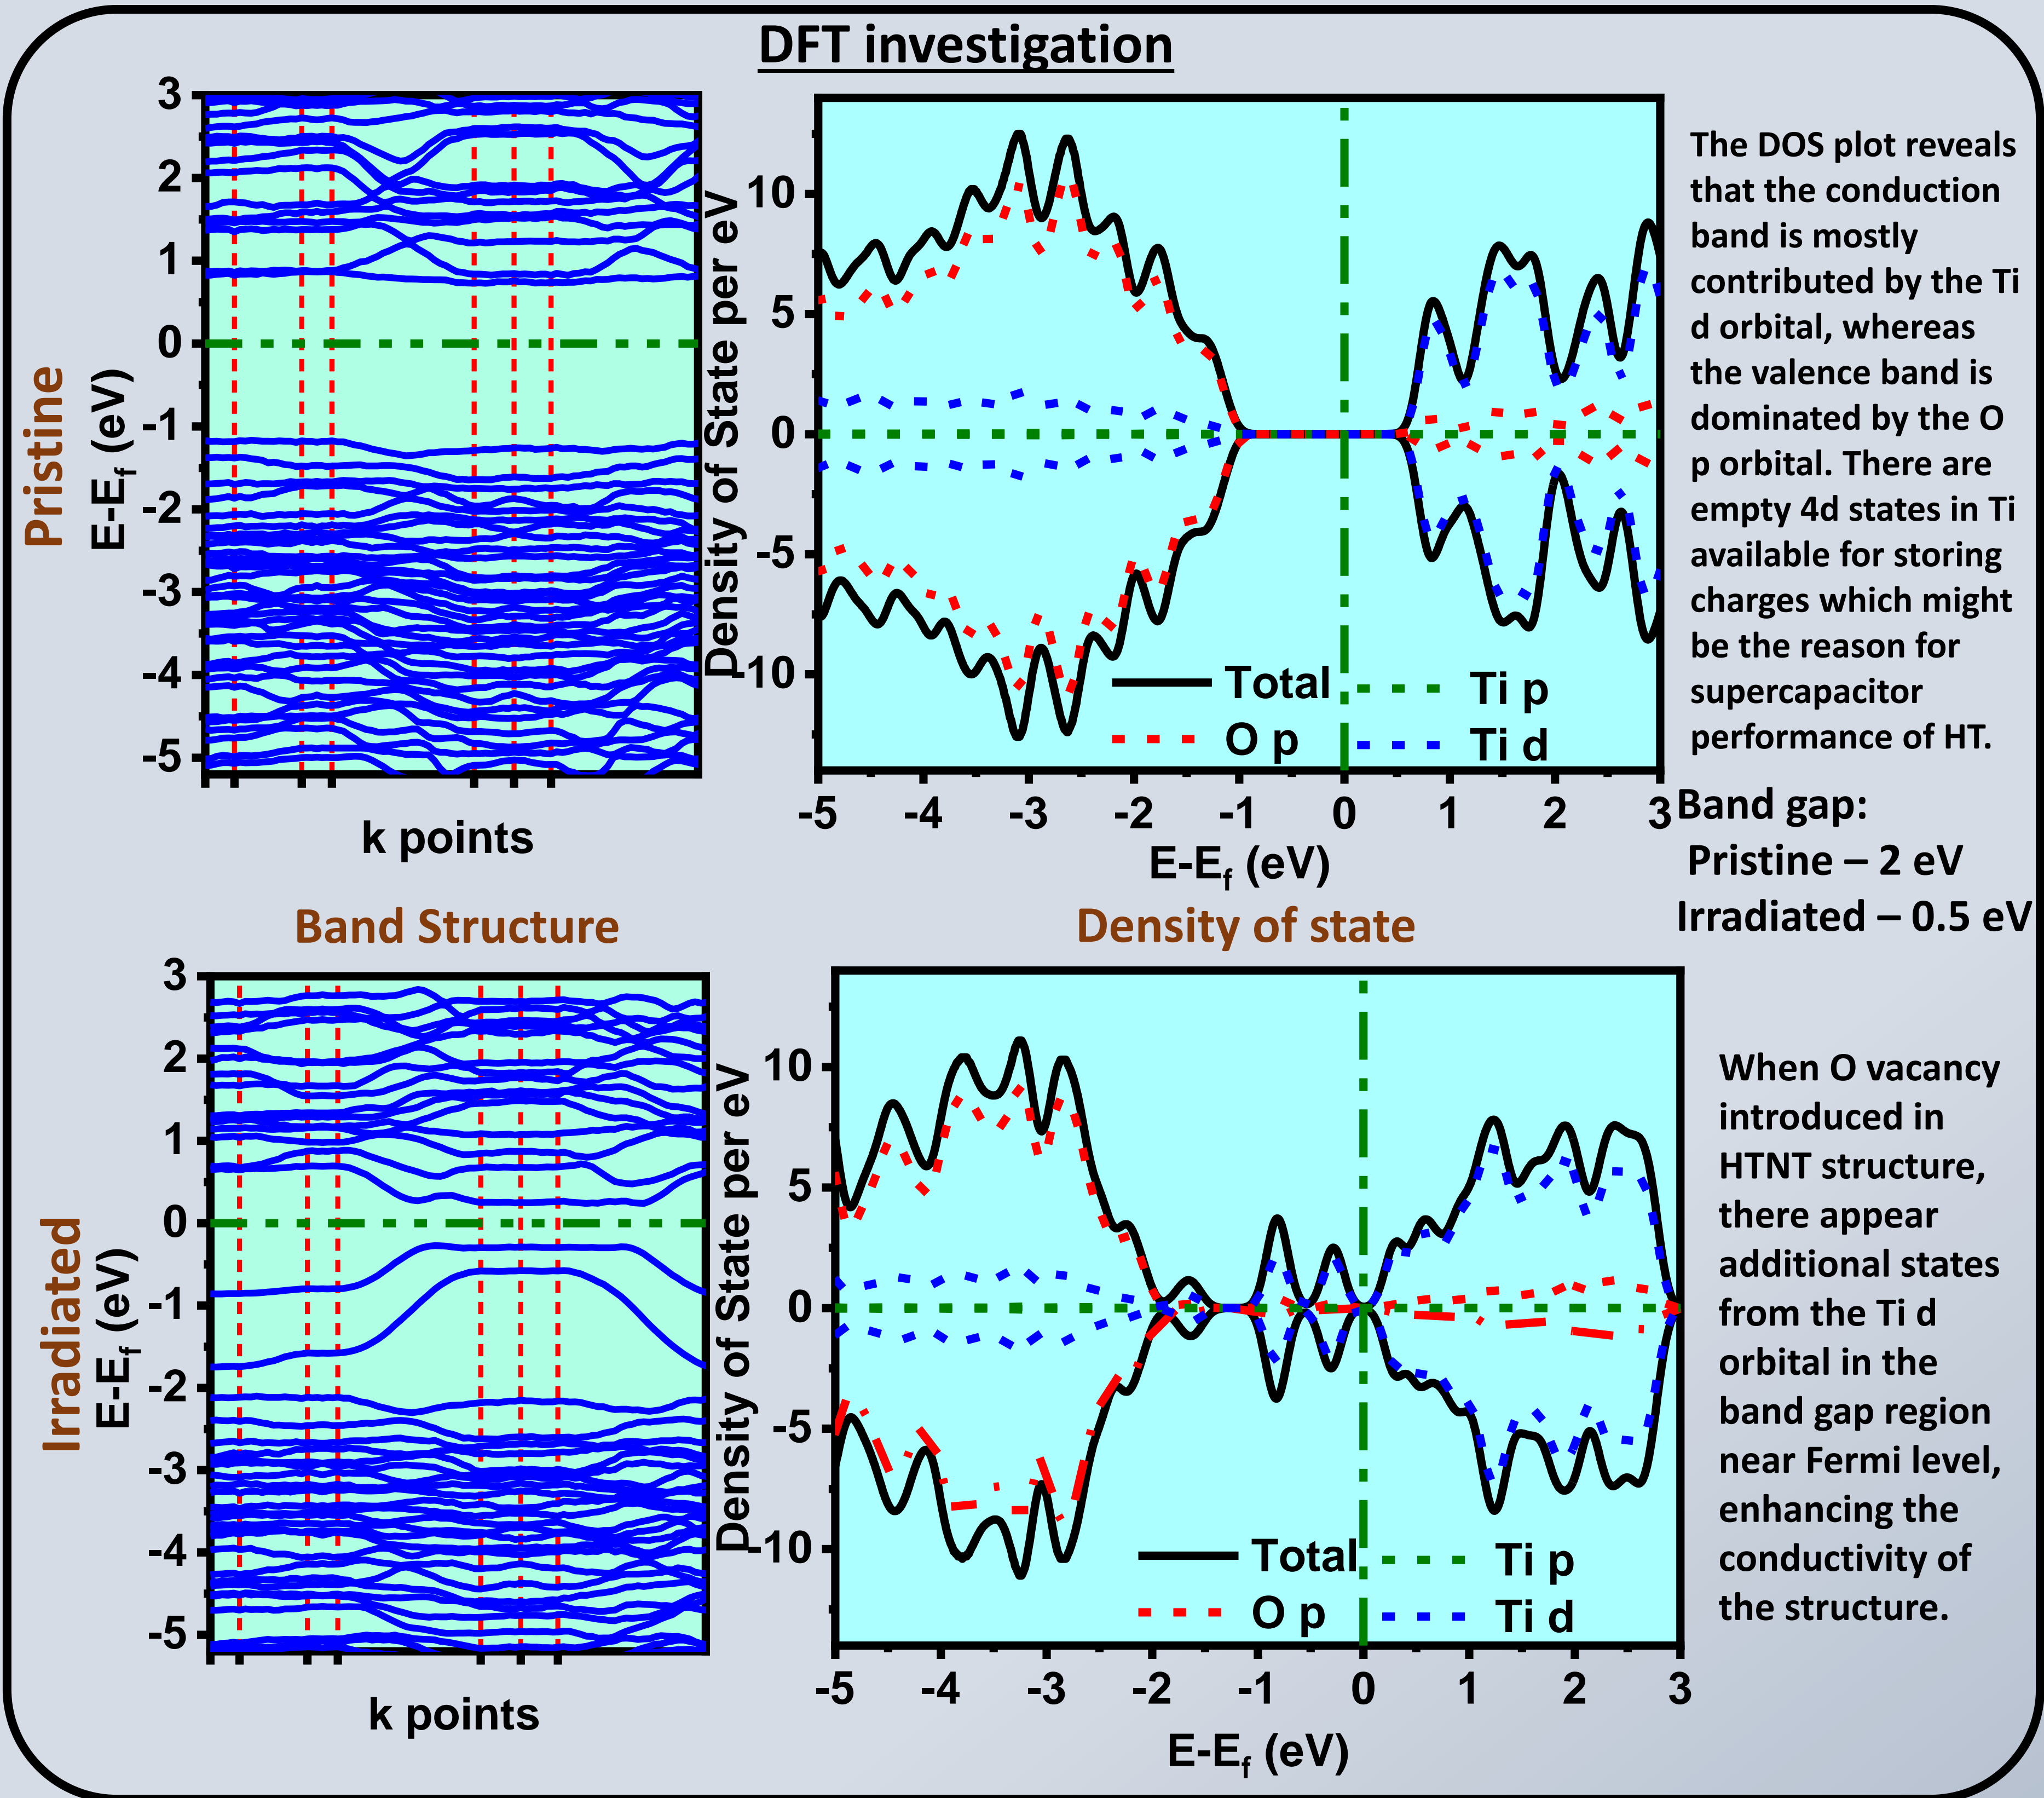 DFT investigation
Pristine
E-Ef (eV)
3
2
1
0
-1
-2
-3
-4
-5
k points
Band Structure
Density of State per eV
10
5
0
-5
-10
Total
Ti p
O p
Ti d
-5 -4 -3 -2 -1 0 1 2 3
E-Ef (eV)
Density of state
The DOS plot reveals
that the conduction
band is mostly
contributed by the Ti
d orbital, whereas
the valence band is
dominated by the O
p orbital. There are
empty 4d states in Ti
available for storing
charges which might
be the reason for
supercapacitor
performance of HT.
Band gap:
Pristine – 2 eV
Irradiated – 0.5 eV
Irradiated
E-Ef (eV)
3
2
1
0
-1
-2
-3
-4
-5
k points
Density of State per eV
10
5
0
-5
-10
Total
Ti p
O p
Ti d
-5 -4 -3 -2 -1 0 1 2 3
E-Ef (eV)
When O vacancy
introduced in
HTNT structure,
there appear
additional states
from the Ti d
orbital in the
band gap region
near Fermi level,
enhancing the
conductivity of
the structure.